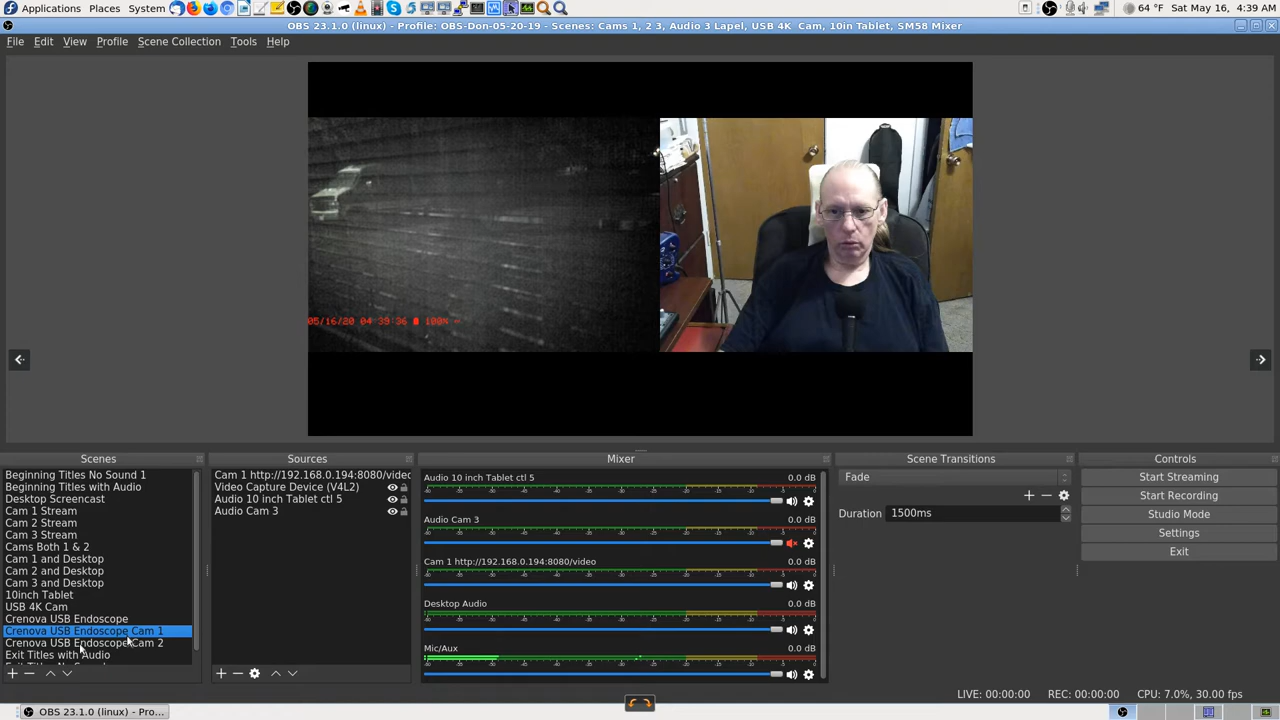 Applications Places System 64 °F Sat May 16, 4:39 AM
OBS 23.1.0 (linux) - Profile: OBS-Don-05-20-19 - Scenes: Cams 1, 2 3, Audio 3 Lapel, USB 4K Cam, 10in Tablet, SM58 Mixer
File Edit View Profile Scene Collection Tools Help
05/16/20 04 39:36 100%
Scenes
Beginning Titles No Sound 1
Beginning Titles with Audio
Desktop Screencast
Cam 1 Stream
Cam 2 Stream
Cam 3 Stream
Cams Both 1 & 2
Cam 1 and Desktop
Cam 2 and Desktop
Cam 3 and Desktop
10inch Tablet
USB 4K Cam
Crenova USB Endoscope
Crenova USB Endoscope Cam 1
Crenova USB Endoscope Cam 2
Exit Titles with Audio
Sources
Cam 1 http://192.168.0.194:8080/video
Video Capture Device (V4L2)
Audio 10 inch Tablet ctl 5
Audio Cam 3
Mixer
Audio 10 inch Tablet ctl 5 0.0 dB
Audio Cam 3 0.0 dB
Cam 1 http://192.168.0.194:8080/video 0.0 dB
Desktop Audio 0.0 dB
Mic/Aux 0.0 dB
Scene Transitions
Fade
Duration 1500ms
Controls
Start Streaming
Start Recording
Studio Mode
Settings
Exit
LIVE: 00:00:00 REC: 00:00:00 CPU: 7.0%, 30.00 fps
OBS 23.1.0 (linux) - Pro...